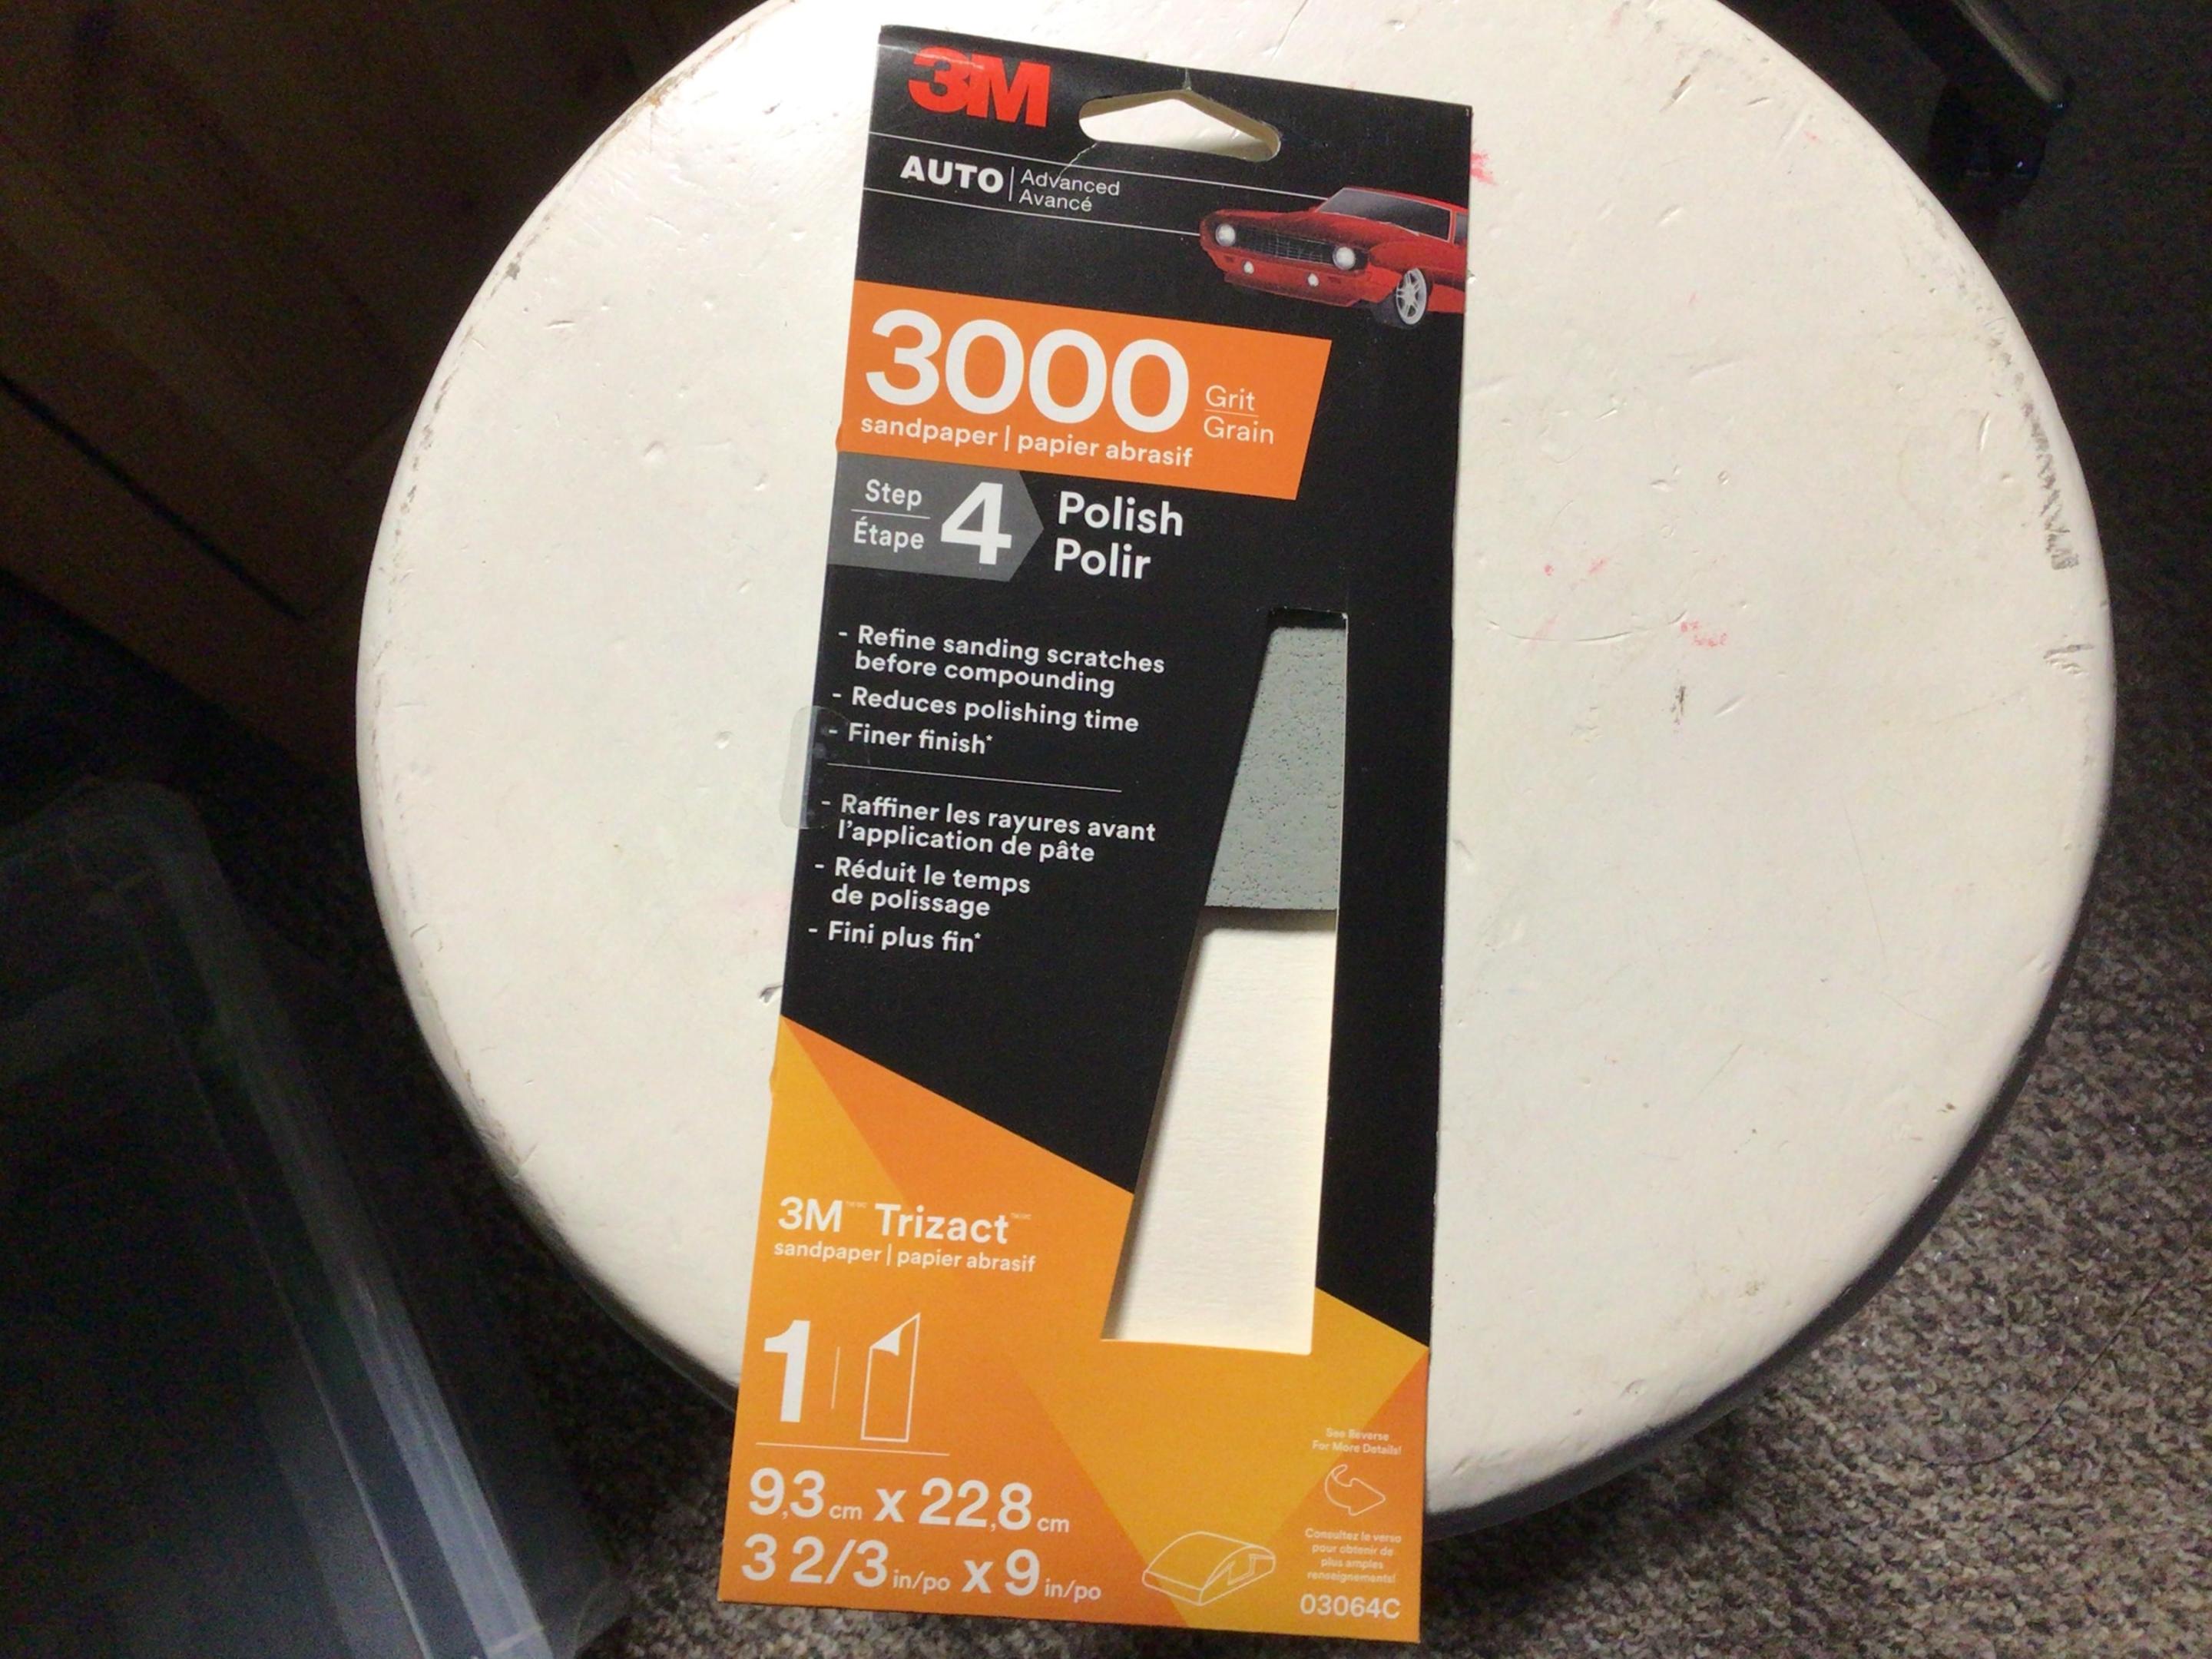 3M
AUTO | Advanced
Avancé
3000 Grit
Grain
sandpaper | papier abrasif
Step
Étape
4
Polish
Polir
- Refine sanding scratches
before compounding
- Reduces polishing time
- Finer finish*
- Raffiner les rayures avant
l'application de pâte
- Réduit le temps
de polissage
- Fini plus fin*
3M Trizact
sandpaper | papier abrasif
1
9,3 cm x 22,8 cm
3 2/3 in/po x 9 in/po
See Reverse
For More Details!
Consultez le verso
pour obtenir de
plus amples
renseignements!
03064C